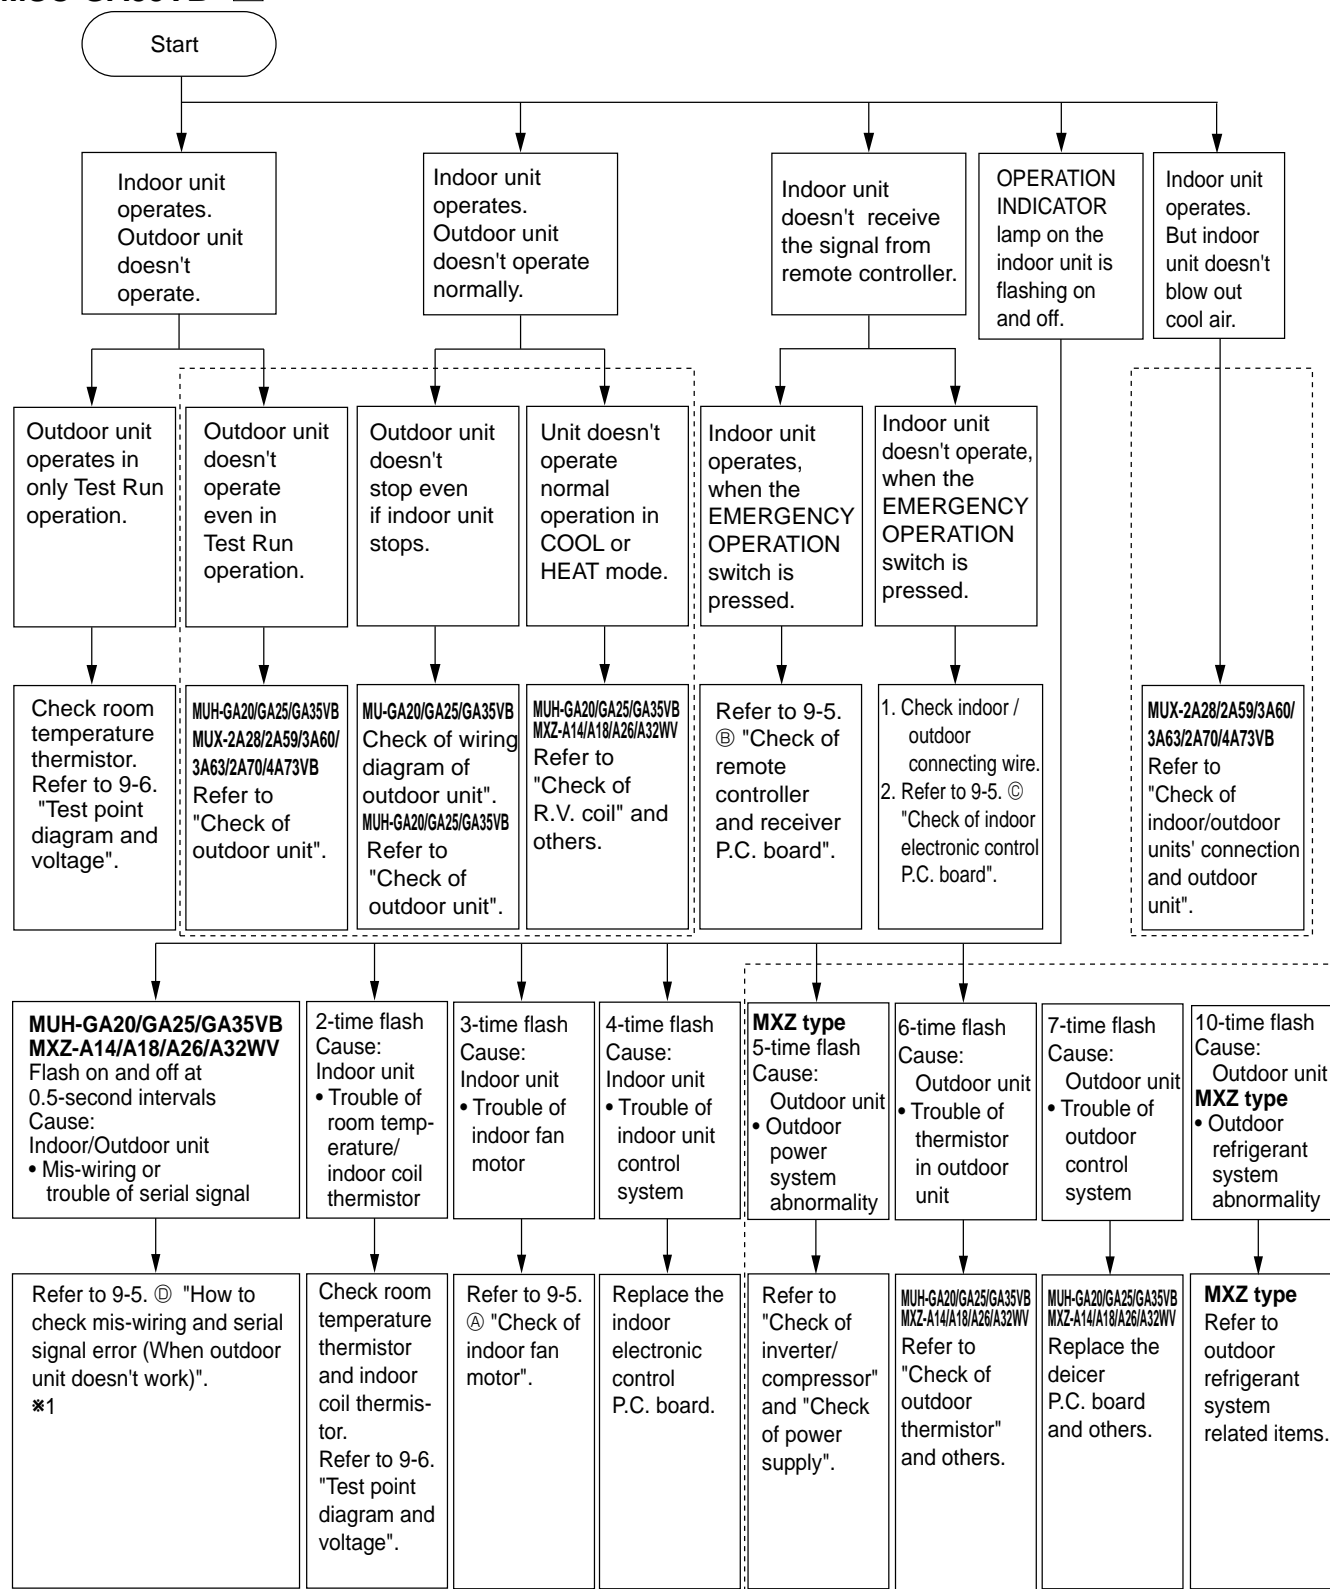 Start
Indoor unit
operates.
Outdoor unit
doesn't
operate.
Indoor unit
operates.
Outdoor unit
doesn't operate
normally.
Indoor unit
doesn't receive
the signal from
remote controller.
OPERATION
INDICATOR
lamp on the
indoor unit is
flashing on
and off.
Indoor unit
operates.
But indoor
unit doesn't
blow out
cool air.
Outdoor unit
operates in
only Test Run
operation.
Outdoor unit
doesn't
operate
even in
Test Run
operation.
Outdoor unit
doesn't
stop even
if indoor unit
stops.
Unit doesn't
operate
normal
operation in
COOL or
HEAT mode.
Indoor unit
operates,
when the
EMERGENCY
OPERATION
switch is
pressed.
Indoor unit
doesn't operate,
when the
EMERGENCY
OPERATION
switch is
pressed.
Check room
temperature
thermistor.
Refer to 9-6.
"Test point
diagram and
voltage".
MUH-GA20/GA25/GA35VB
MUX-2A28/2A59/3A60/
3A63/2A70/4A73VB
Refer to
"Check of
outdoor unit".
MU-GA20/GA25/GA35VB
Check of wiring
diagram of
outdoor unit".
MUH-GA20/GA25/GA35VB
Refer to
"Check of
outdoor unit".
MUH-GA20/GA25/GA35VB
MXZ-A14/A18/A26/A32WV
Refer to
"Check of
R.V. coil" and
others.
Refer to 9-5.
Ⓑ "Check of
remote
controller
and receiver
P.C. board".
1. Check indoor /
outdoor
connecting wire.
2. Refer to 9-5. Ⓒ
"Check of indoor
electronic control
P.C. board".
MUX-2A28/2A59/3A60/
3A63/2A70/4A73VB
Refer to
"Check of
indoor/outdoor
units' connection
and outdoor
unit".
MUH-GA20/GA25/GA35VB
MXZ-A14/A18/A26/A32WV
Flash on and off at
0.5-second intervals
Cause:
Indoor/Outdoor unit
• Mis-wiring or
trouble of serial signal
2-time flash
Cause:
Indoor unit
• Trouble of
room temp-
erature/
indoor coil
thermistor
3-time flash
Cause:
Indoor unit
• Trouble of
indoor fan
motor
4-time flash
Cause:
Indoor unit
• Trouble of
indoor unit
control
system
MXZ type
5-time flash
Cause:
Outdoor unit
• Outdoor
power
system
abnormality
6-time flash
Cause:
Outdoor unit
• Trouble of
thermistor
in outdoor
unit
7-time flash
Cause:
Outdoor unit
• Trouble of
outdoor
control
system
10-time flash
Cause:
Outdoor unit
MXZ type
• Outdoor
refrigerant
system
abnormality
Refer to 9-5. Ⓓ "How to
check mis-wiring and serial
signal error (When outdoor
unit doesn't work)".
※1
Check room
temperature
thermistor
and indoor
coil thermis-
tor.
Refer to 9-6.
"Test point
diagram and
voltage".
Refer to 9-5.
Ⓐ "Check of
indoor fan
motor".
Replace the
indoor
electronic
control
P.C. board.
Refer to
"Check of
inverter/
compressor"
and "Check
of power
supply".
MUH-GA20/GA25/GA35VB
MXZ-A14/A18/A26/A32WV
Refer to
"Check of
outdoor
thermistor"
and others.
MUH-GA20/GA25/GA35VB
MXZ-A14/A18/A26/A32WV
Replace the
deicer
P.C. board
and others.
MXZ type
Refer to
outdoor
refrigerant
system
related items.